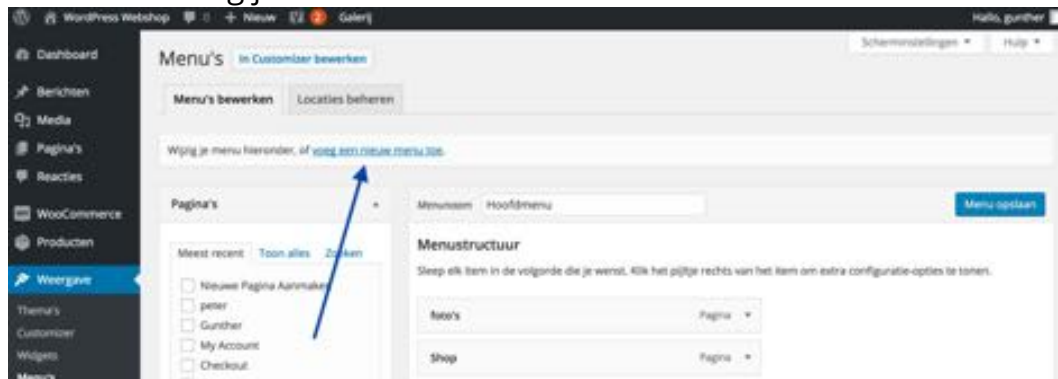 WordPress Webshop + Nieuw Galerij Hallo, gunther
Scherminstellingen Hulp
Dashboard
Menu's In Customizer bewerken
Berichten
Menu's bewerken Locaties beheren
Media
Pagina's
Wijzig je menu hieronder, of voeg een nieuw menu toe.
Reacties
Pagina's
Menunaam Hoofdmenu Menu opslaan
WooCommerce
Producten
Meest recent Toon alles Zoeken
Menustructuur
Sleep elk item in de volgorde die je wenst. Klik het pijltje rechts van het item om extra configuratie-opties te tonen.
Weergave
Nieuwe Pagina Aanmaken
Thema's
peter
foto's Pagina
Gunther
Customizer
My Account
Widgets
Shop Pagina
Checkout
Menu's